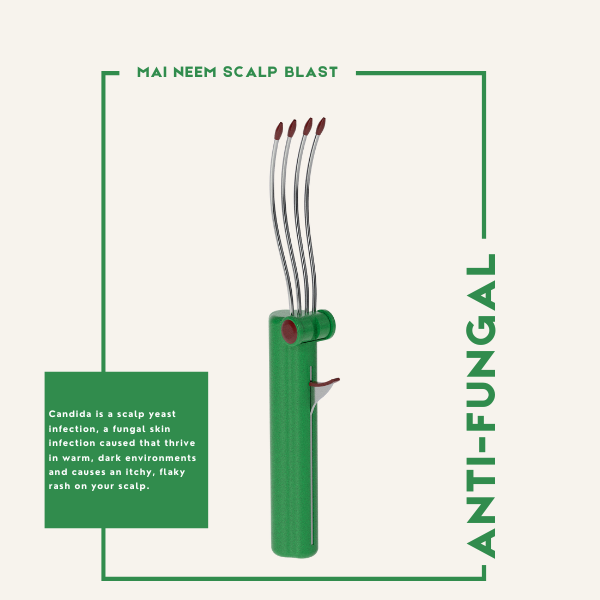 MAI NEEM SCALP BLAST
ANTI-FUNGAL
Candida is a scalp yeast
infection, a fungal skin
infection caused that thrive
in warm, dark environments
and causes an itchy, flaky
rash on your scalp.